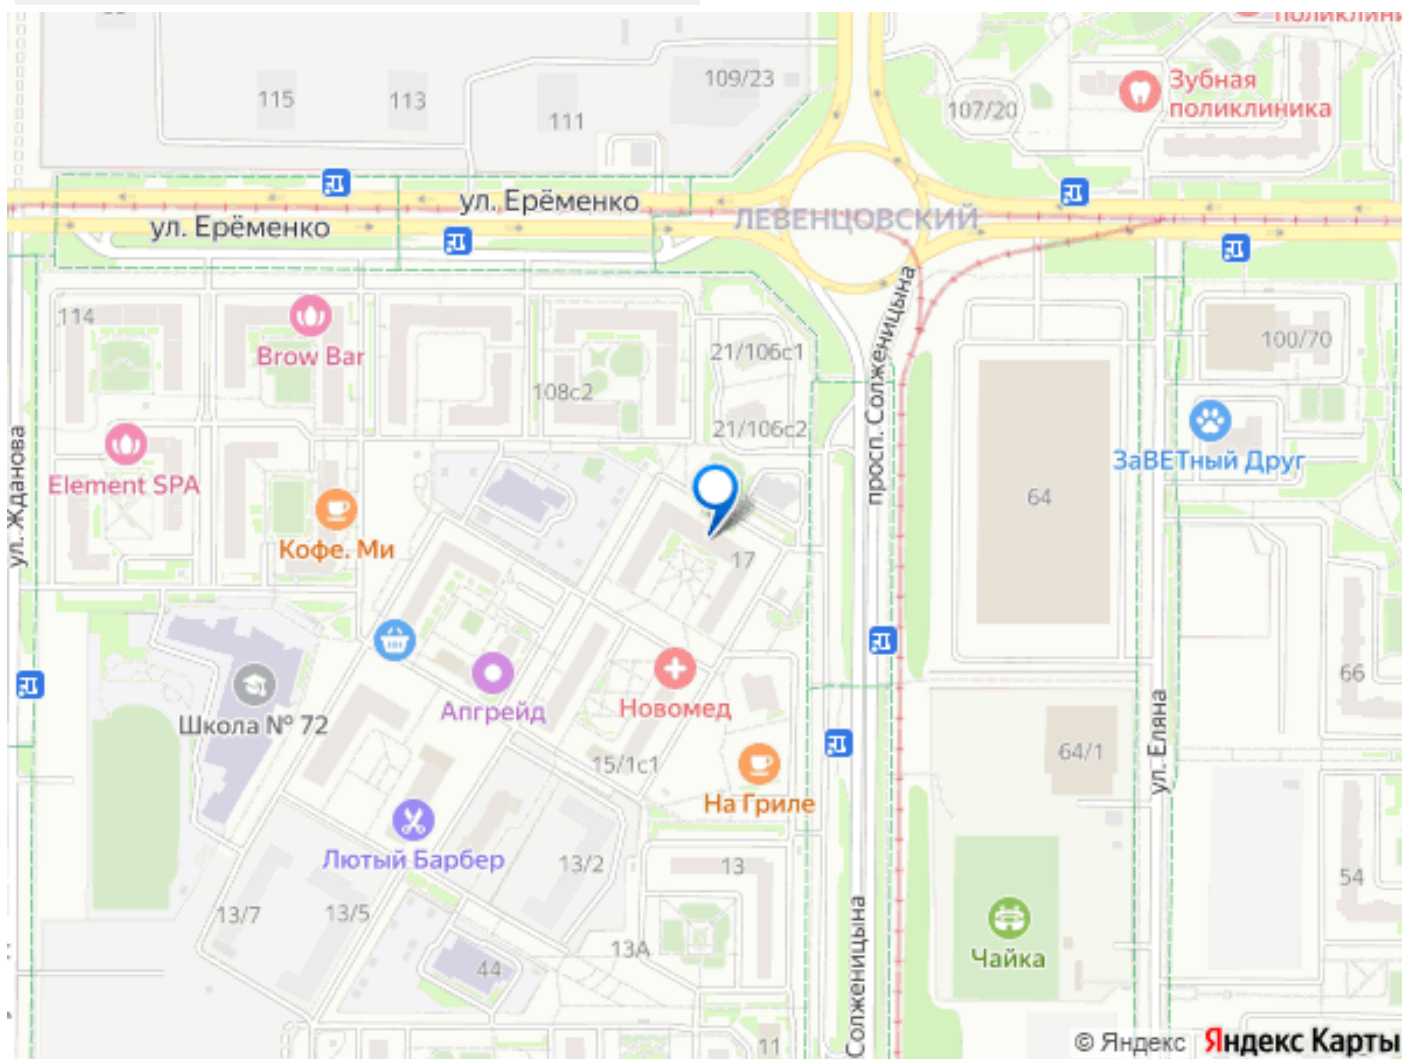 поликлини
109/23
115
113
111
107/20
Зубная
поликлиника
ул. Ерёменко
ул. Ерёменко
ЛЕВЕНЦОВСКИЙ
114
Brow Bar
108с2
21/106с1
21/106с2
просп. Солженицына
100/70
ул. Жданова
Element SPA
Кофе. Ми
ЗаВЕТный Друг
64
17
Школа № 72
Апгрейд
Новомед
66
15/1с1
На Гриле
64/1
ул. Еляна
Лютый Барбер
13/2
13
54
13/7
13/5
13А
44
Чайка
Солженицына
11
© Яндекс Яндекс Карты